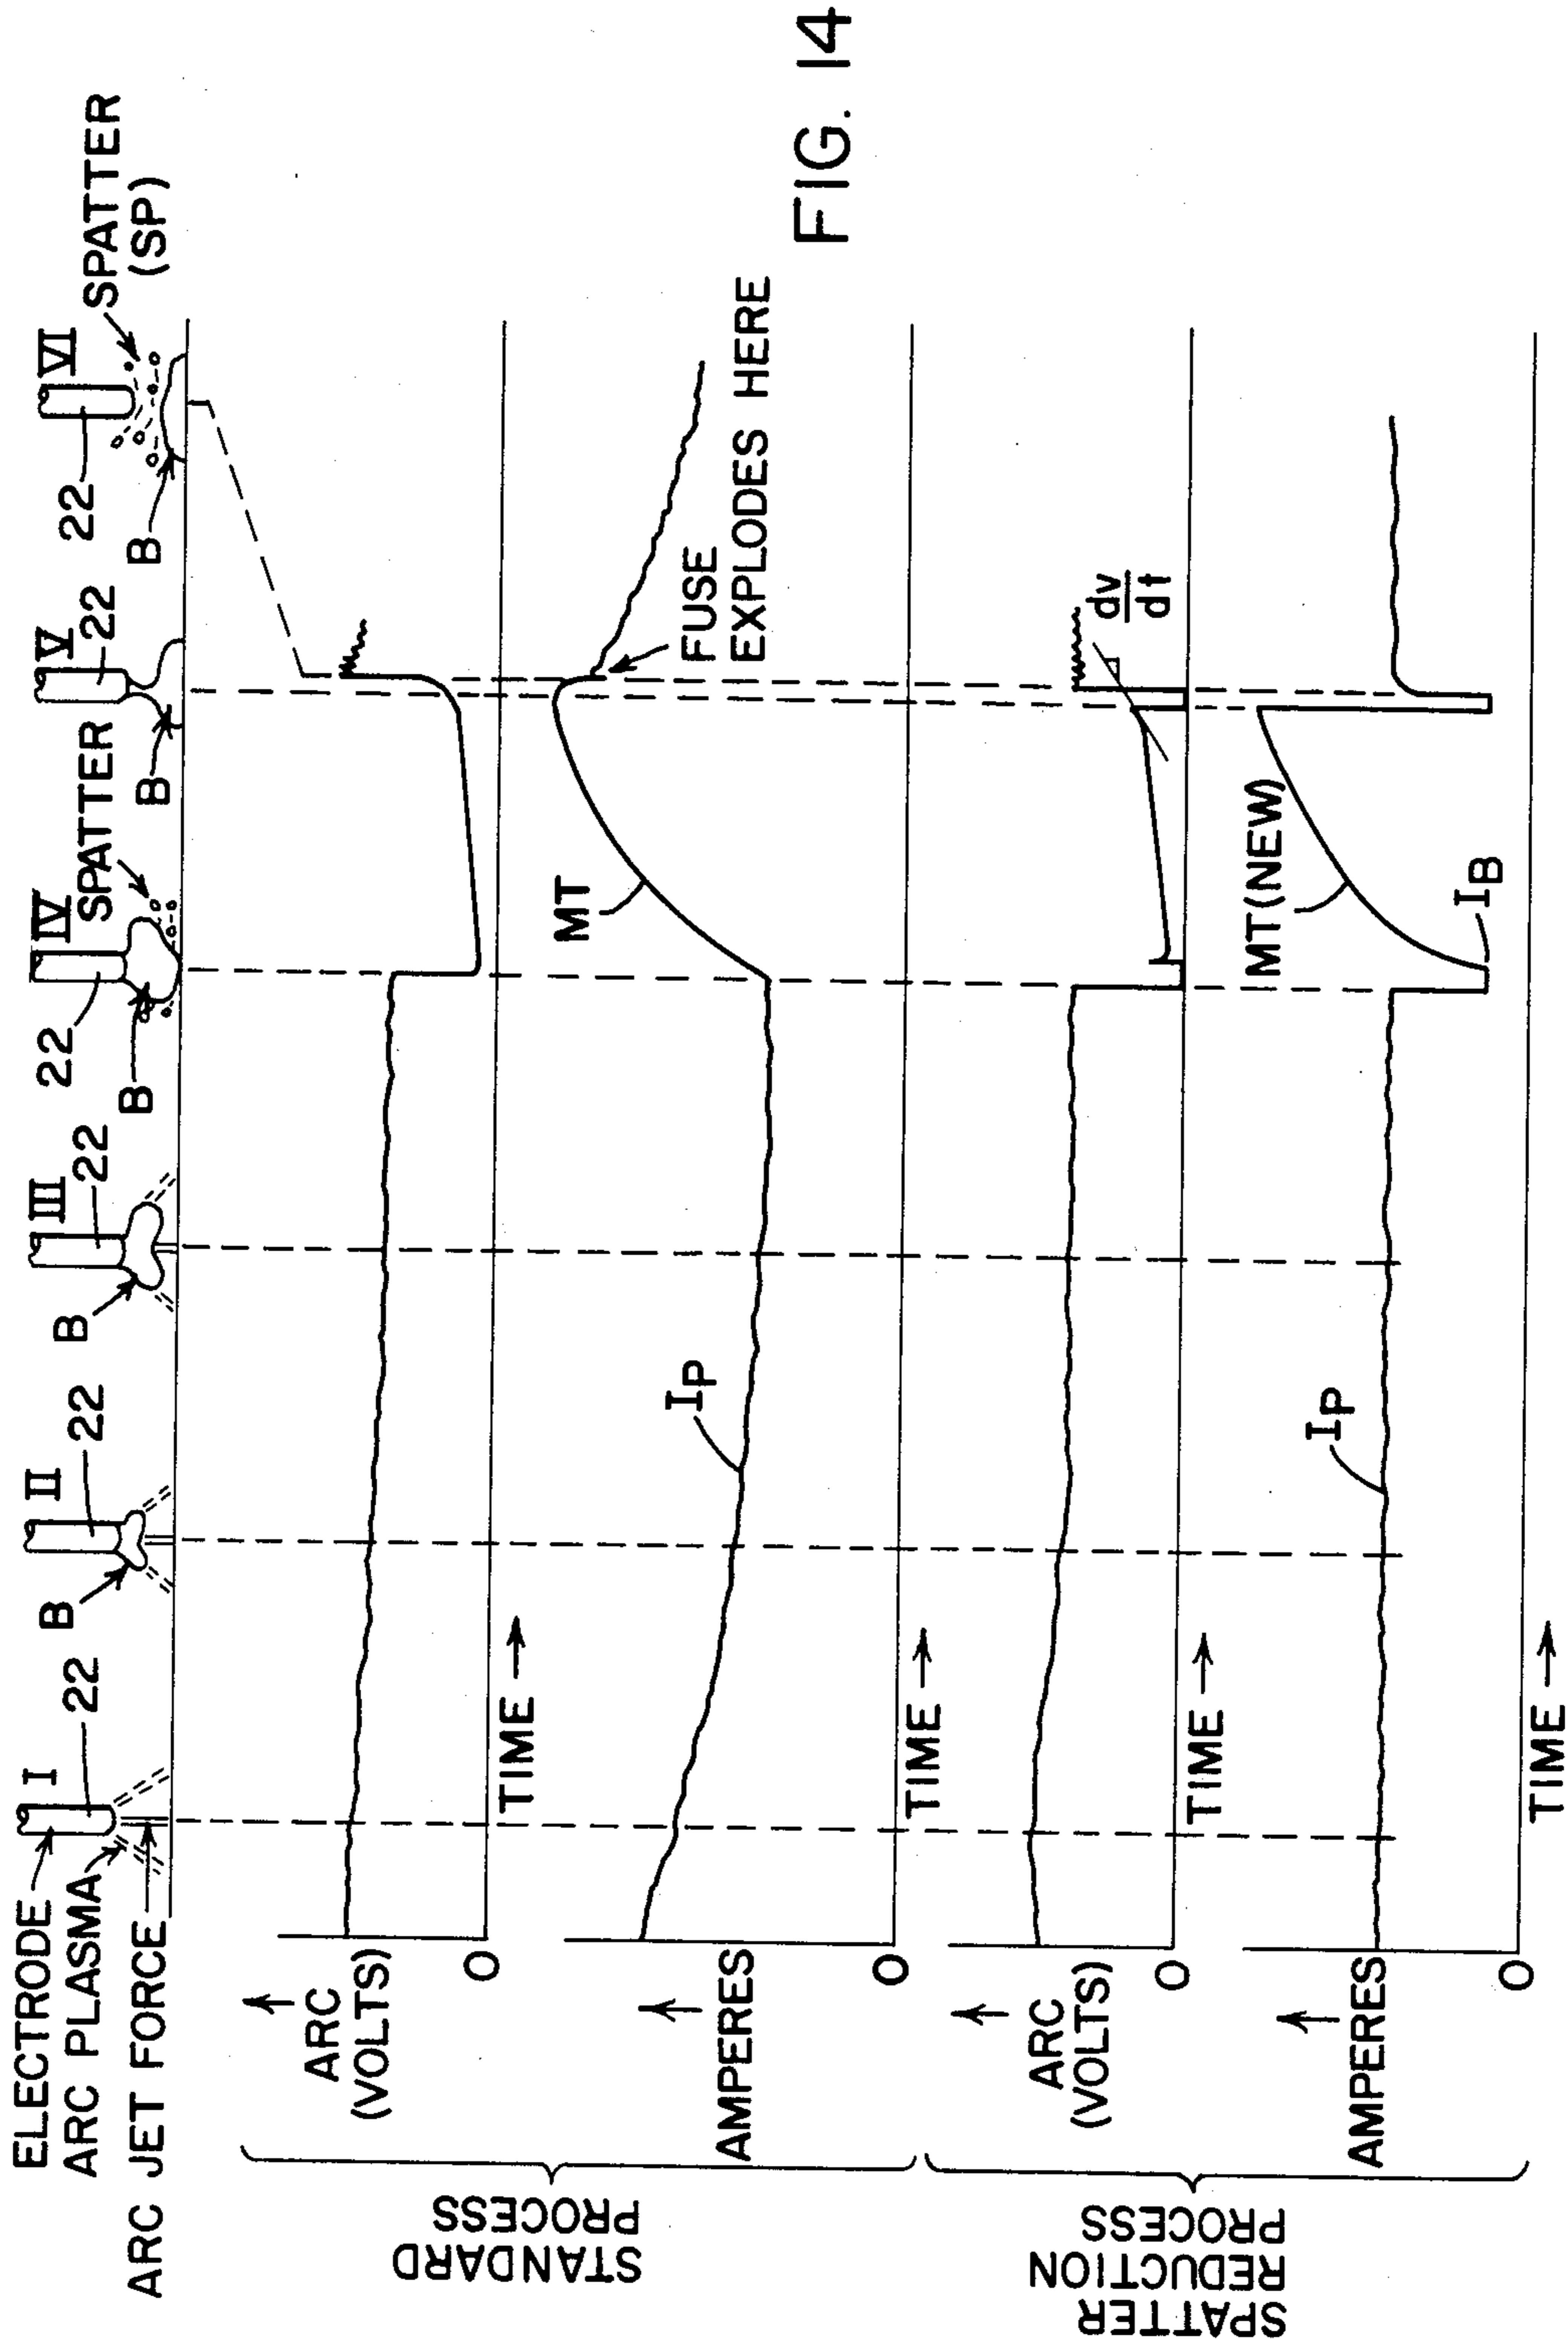 ELECTRODE
ARC PLASMA
ARC JET FORCE
I
22
B
II
22
B
III
22
22
B
IV
SPATTER
B
V
22
22
B
VI
SPATTER
(SP)
STANDARD
PROCESS
ARC
(VOLTS)
0
TIME
AMPERES
0
IP
MT
FUSE
EXPLODES HERE
TIME
SPATTER
REDUCTION
PROCESS
ARC
(VOLTS)
0
dv
dt
TIME
AMPERES
0
IP
MT(NEW)
IB
TIME
FIG. 14